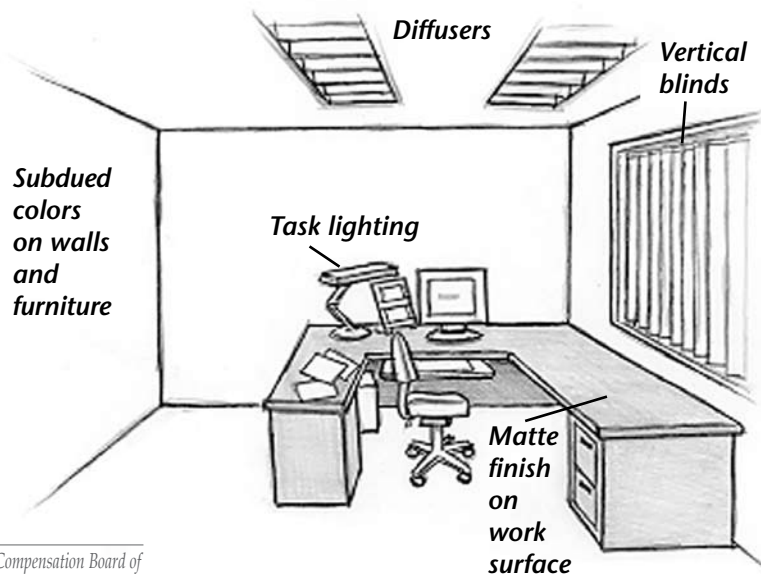 Diffusers
Vertical
blinds
Subdued
colors
on walls
and
furniture
Task lighting
Matte
finish
on
work
surface
Compensation Board of